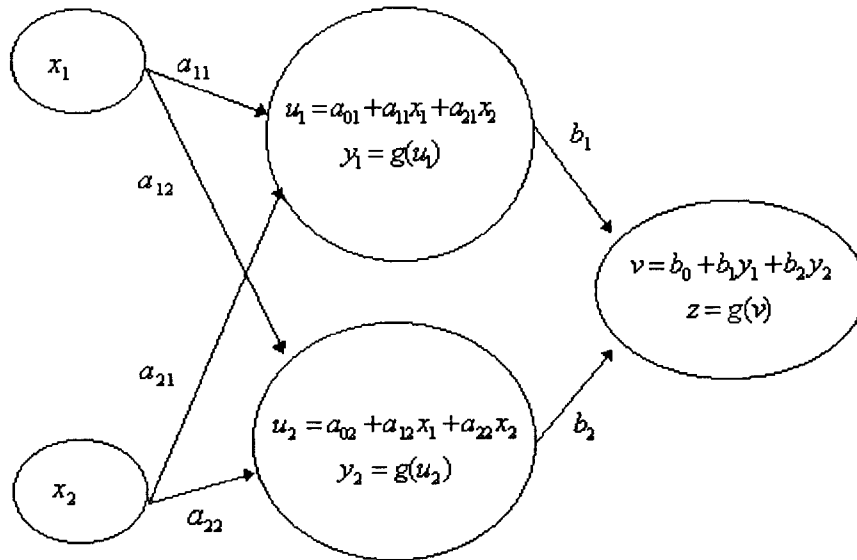 x₁
a₁₁
u₁ = a₀₁ + a₁₁x₁ + a₂₁x₂
y₁ = g(u₁)
b₁
a₁₂
v = b₀ + b₁y₁ + b₂y₂
z = g(v)
a₂₁
u₂ = a₀₂ + a₁₂x₁ + a₂₂x₂
y₂ = g(u₂)
b₂
x₂
a₂₂